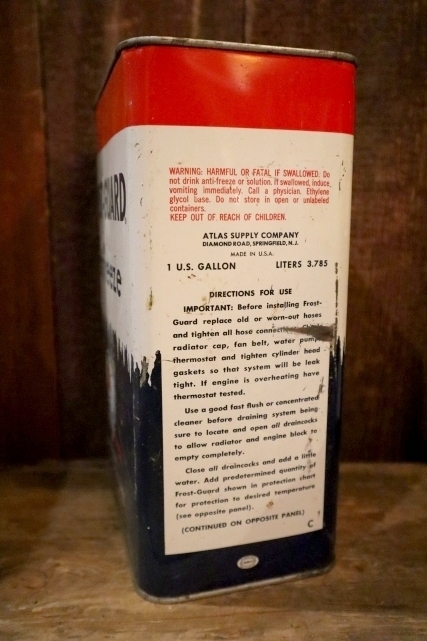 GUARD
WARNING: HARMFUL OR FATAL IF SWALLOWED. Do
not drink anti-freeze or solution. If swallowed, induce
vomiting immediately. Call a physician. Ethylene
glycol base. Do not store in open or unlabeled
containers.
KEEP OUT OF REACH OF CHILDREN.
ATLAS SUPPLY COMPANY
DIAMOND ROAD, SPRINGFIELD, N.J.
MADE IN U.S.A.
1 U.S. GALLON LITERS 3.785
DIRECTIONS FOR USE
IMPORTANT: Before installing Frost-
Guard replace old or worn-out hoses
and tighten all hose
radiator cap, fan belt, water pump,
thermostat and tighten cylinder head
gaskets so that system will be leak
tight. If engine is overheating have
thermostat tested.
Use a good fast flush or concentrated
cleaner before draining system being
sure to locate and open all draincocks
to allow radiator and engine block to
empty completely.
Close all draincocks and add a little
water. Add predetermined quantity of
Frost-Guard shown in protection chart
for protection to desired temperature
(see opposite panel).
(CONTINUED ON OPPOSITE PANEL)
C